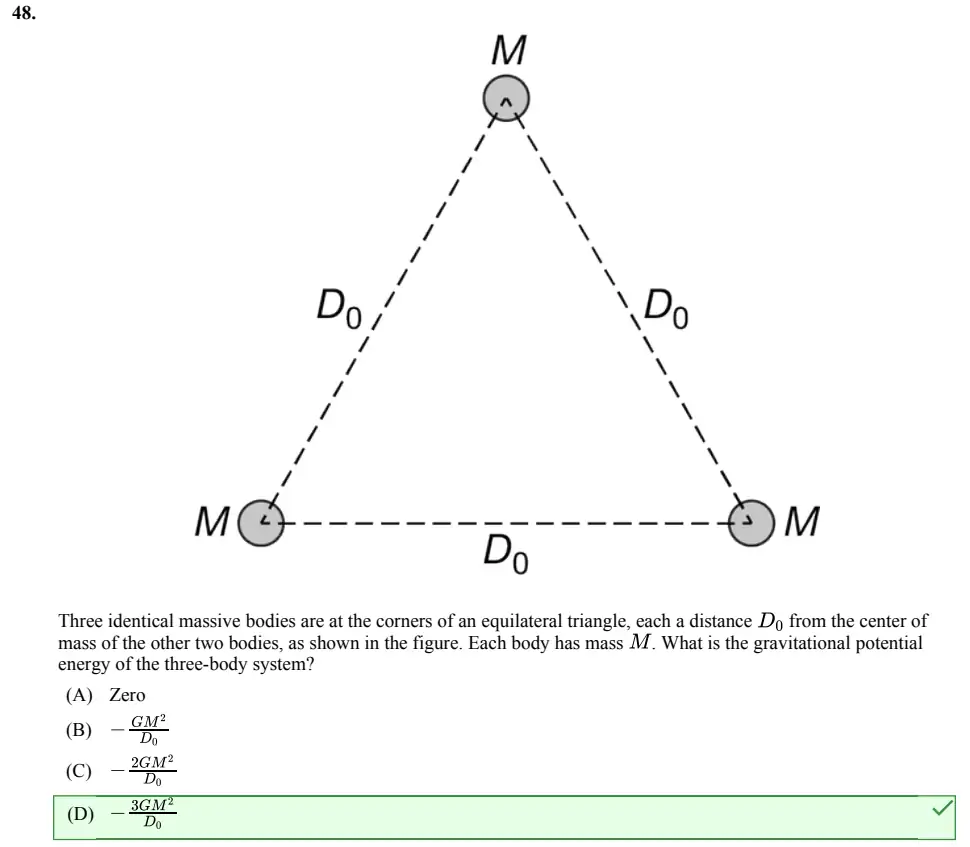 48.
M
D₀
D₀
M
M
D₀
Three identical massive bodies are at the corners of an equilateral triangle, each a distance D₀ from the center of
mass of the other two bodies, as shown in the figure. Each body has mass M. What is the gravitational potential
energy of the three-body system?
(A) Zero
(B) −GM²/D₀
(C) −2GM²/D₀
(D) −3GM²/D₀